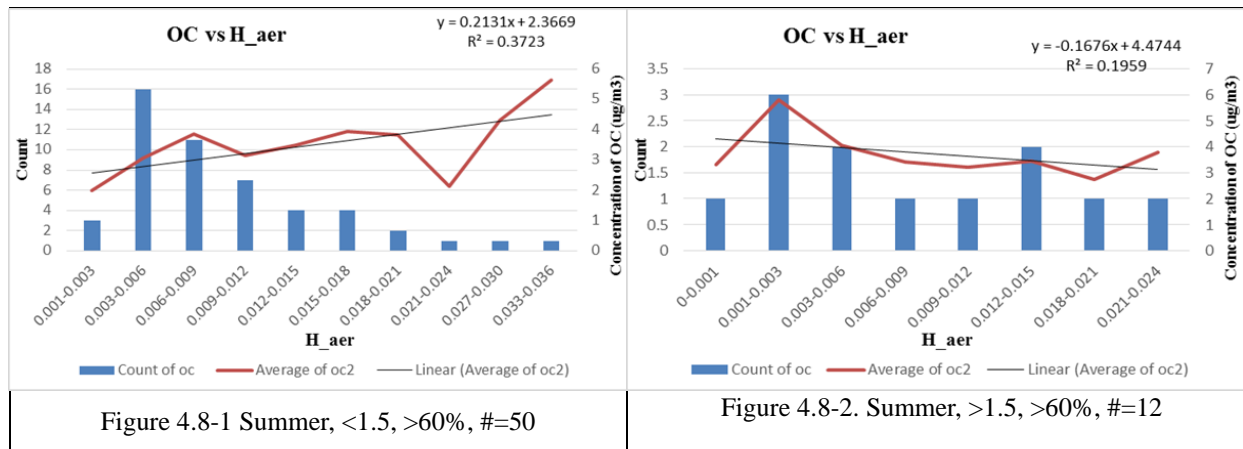 OC vs H_aer
y = 0.2131x + 2.3669
R² = 0.3723
18
16
14
12
10
8
6
4
2
0
Count
6
5
4
3
2
1
0
Concentration of OC (ug/m3)
0.001-0.003
0.003-0.006
0.006-0.009
0.009-0.012
0.012-0.015
0.015-0.018
0.018-0.021
0.021-0.024
0.027-0.030
0.033-0.036
H_aer
Count of oc
Average of oc2
Linear (Average of oc2)
Figure 4.8-1 Summer, <1.5, >60%, #=50
OC vs H_aer
y = -0.1676x + 4.4744
R² = 0.1959
3.5
3
2.5
2
1.5
1
0.5
0
Count
7
6
5
4
3
2
1
0
Concentration of OC (ug/m3)
0-0.001
0.001-0.003
0.003-0.006
0.006-0.009
0.009-0.012
0.012-0.015
0.018-0.021
0.021-0.024
H_aer
Count of oc
Average of oc2
Linear (Average of oc2)
Figure 4.8-2. Summer, >1.5, >60%, #=12